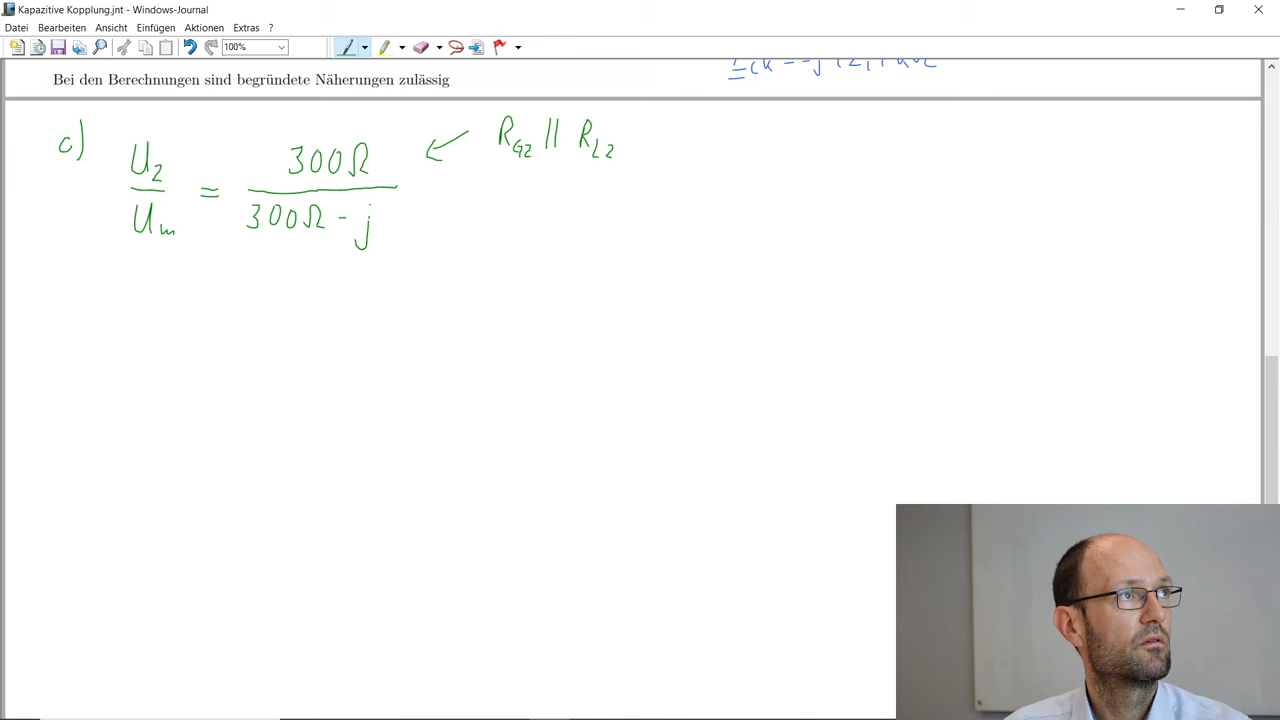 Kapazitive Kopplung.jnt - Windows-Journal
Datei Bearbeiten Ansicht Einfügen Aktionen Extras ?
100%
Bei den Berechnungen sind begründete Näherungen zulässig
c) U2 / Um = 300Ω / 300Ω - j
RG2 || RL2